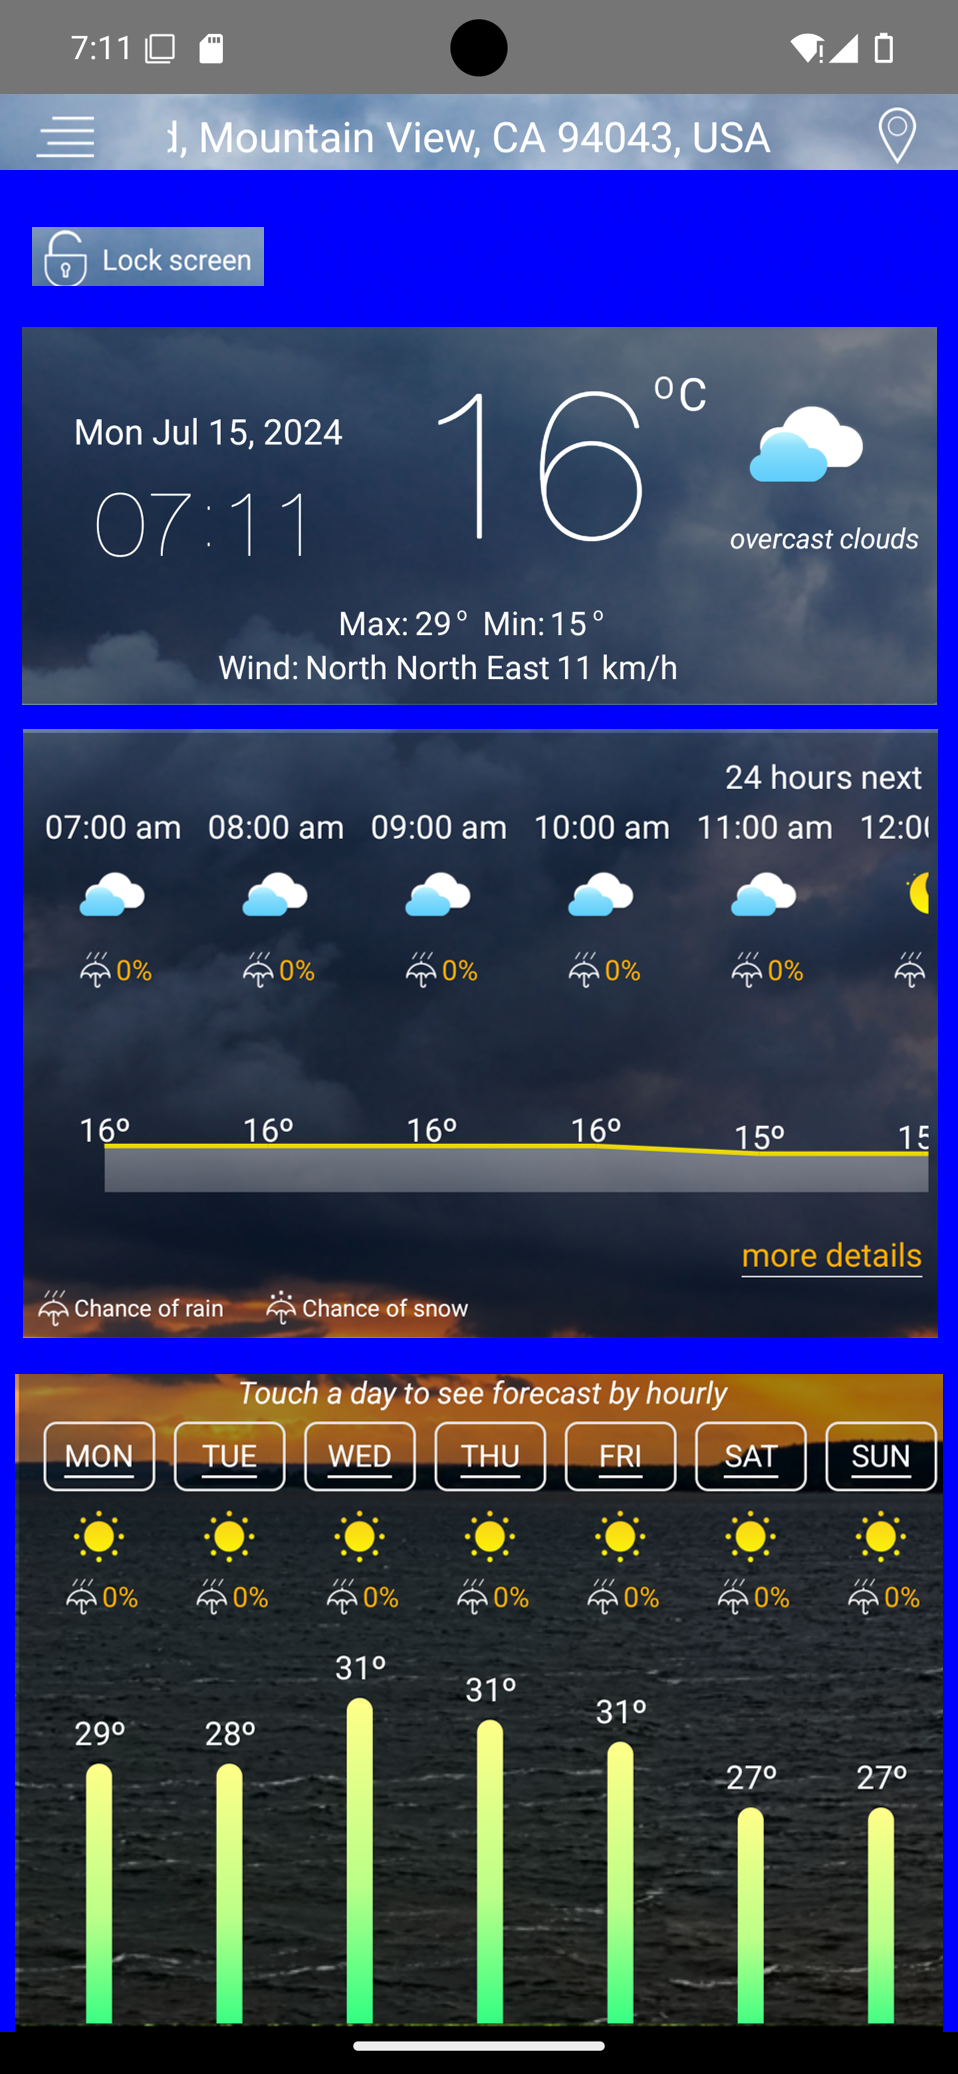 7:11
, Mountain View, CA 94043, USA
Lock screen
Mon Jul 15, 2024
07:11
16 °C
overcast clouds
Max: 29° Min: 15°
Wind: North North East 11 km/h
24 hours next
07:00 am 08:00 am 09:00 am 10:00 am 11:00 am
0% 0% 0% 0% 0%
16º 16º 16º 16º 15º 15
more details
Chance of rain Chance of snow
Touch a day to see forecast by hourly
MON TUE WED THU FRI SAT SUN
0% 0% 0% 0% 0% 0% 0%
29º 28º 31º 31º 31º 27º 27º